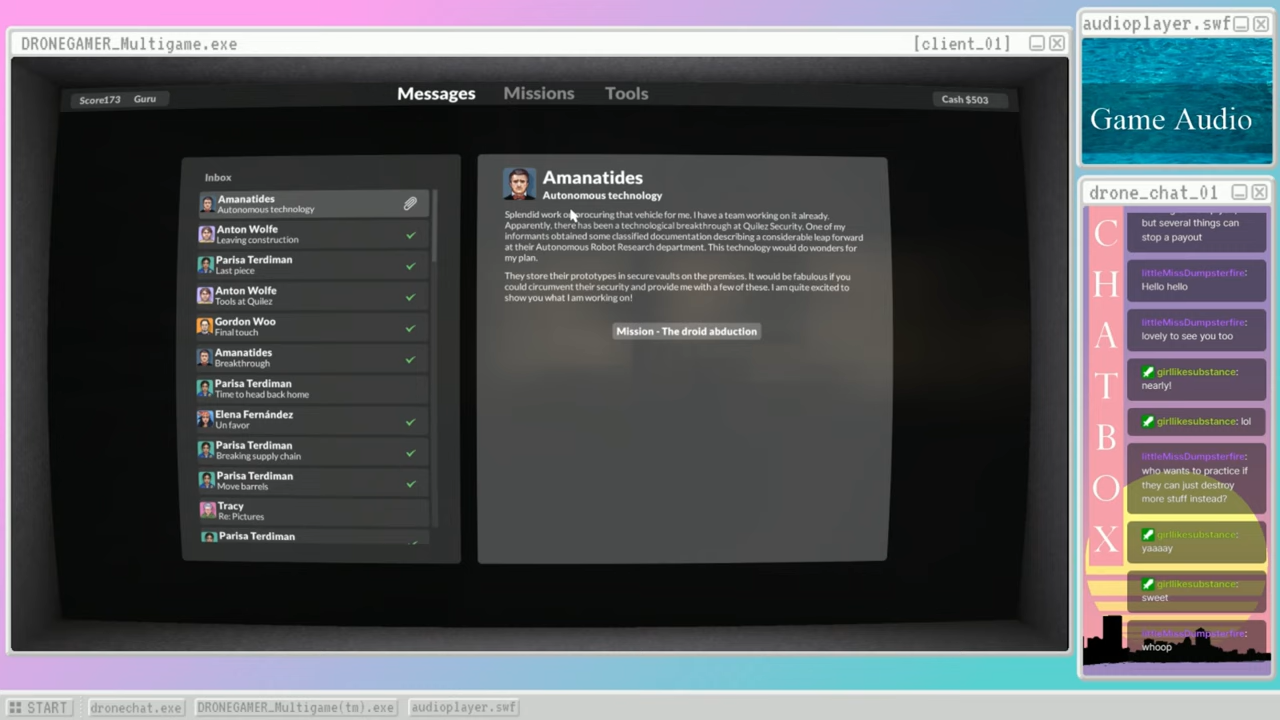 DRONEGAMER_Multigame.exe
[client_01]
Score173 Guru
Messages Missions Tools
Cash $503
Inbox
Amanatides
Autonomous technology
Anton Wolfe
Leaving construction
Parisa Terdiman
Last piece
Anton Wolfe
Tools at Quilez
Gordon Woo
Final touch
Amanatides
Breakthrough
Parisa Terdiman
Time to head back home
Elena Fernández
Un favor
Parisa Terdiman
Breaking supply chain
Parisa Terdiman
Move barrels
Tracy
Re: Pictures
Parisa Terdiman
Amanatides
Autonomous technology
Splendid work on procuring that vehicle for me. I have a team working on it already.
Apparently, there has been a technological breakthrough at Quilez Security. One of my
informants obtained some classified documentation describing a considerable leap forward
at their Autonomous Robot Research department. This technology would do wonders for
my plan.
They store their prototypes in secure vaults on the premises. It would be fabulous if you
could circumvent their security and provide me with a few of these. I am quite excited to
show you what I am working on!
Mission - The droid abduction
audioplayer.swf
Game Audio
drone_chat_01
CHATBOX
but several things
can stop a payout
littleMissDumpsterfire:
Hello hello
littleMissDumpsterfire:
lovely to see you too
girllikesubstance:
nearly!
girllikesubstance: lol
littleMissDumpsterfire:
who wants to practice if
they can just destroy
more stuff instead?
girllikesubstance:
yaaaay
girllikesubstance:
sweet
littleMissDumpsterfire:
whoop
START
dronechat.exe
DRONEGAMER_Multigame(tm).exe
audioplayer.swf